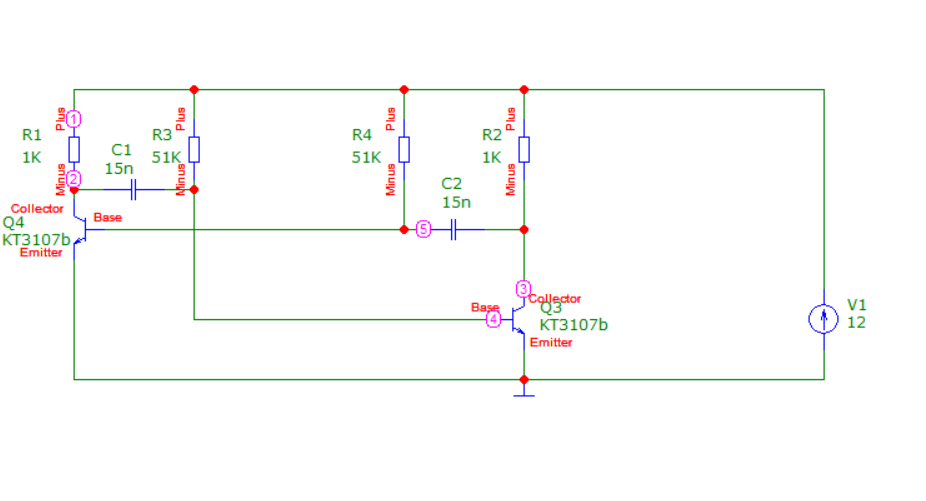 Plus
1
R1
1K
C1
15n
Minus
2
Plus
R3
51K
Minus
Plus
R4
51K
Minus
Plus
R2
1K
Minus
C2
15n
Collector
Q4
Base
KT3107b
Emitter
5
3
Collector
Base
4
Q3
KT3107b
Emitter
V1
12